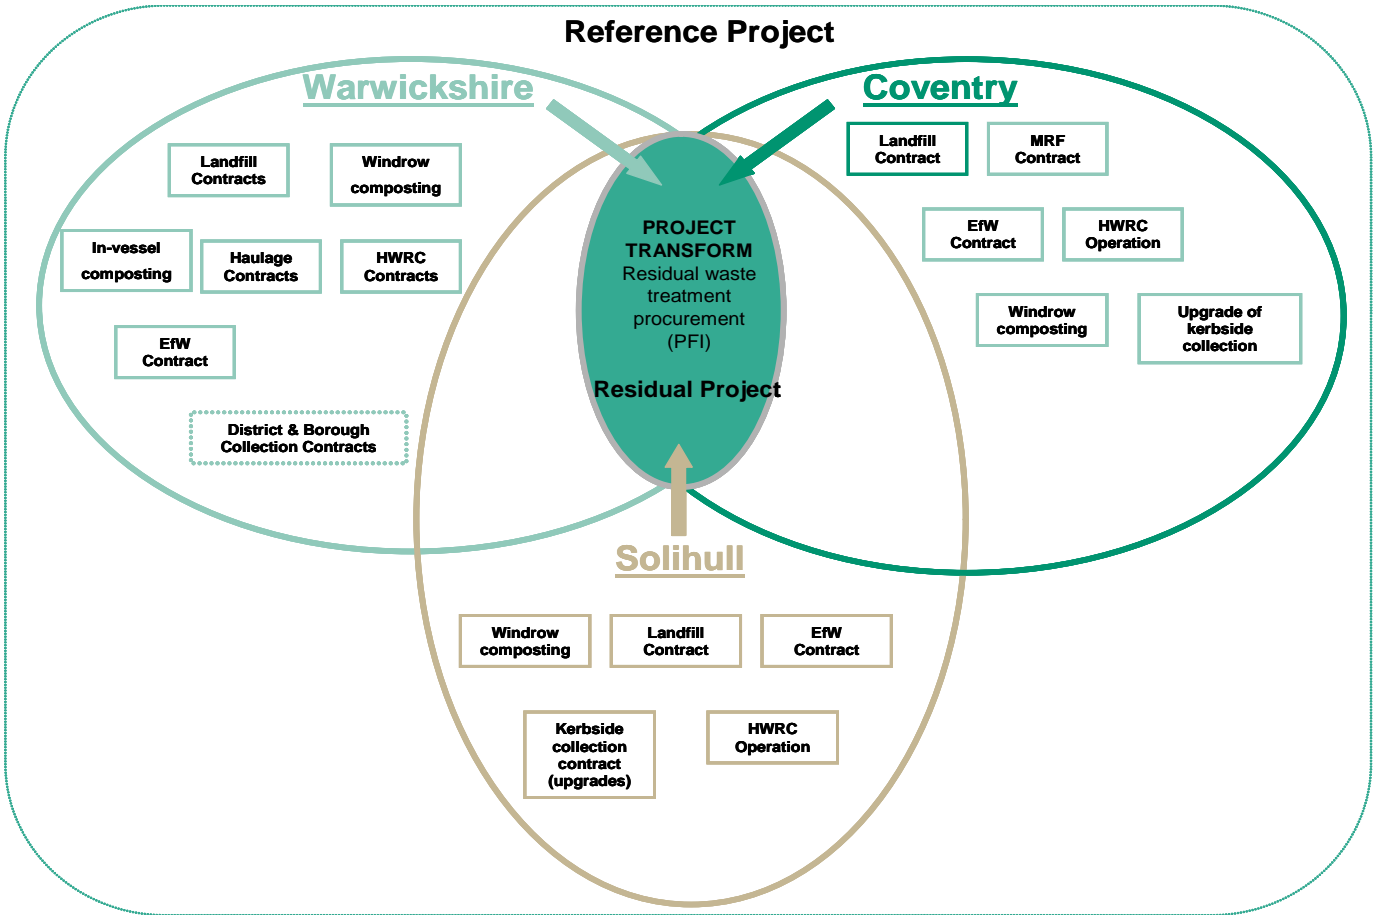 Reference Project
Warwickshire
Coventry
Landfill
Contracts
Windrow
composting
In-vessel
composting
Haulage
Contracts
HWRC
Contracts
EfW
Contract
District & Borough
Collection Contracts
PROJECT
TRANSFORM
Residual waste
treatment
procurement
(PFI)
Residual Project
Landfill
Contract
MRF
Contract
EfW
Contract
HWRC
Operation
Windrow
composting
Upgrade of
kerbside
collection
Solihull
Windrow
composting
Landfill
Contract
EfW
Contract
Kerbside
collection
contract
(upgrades)
HWRC
Operation